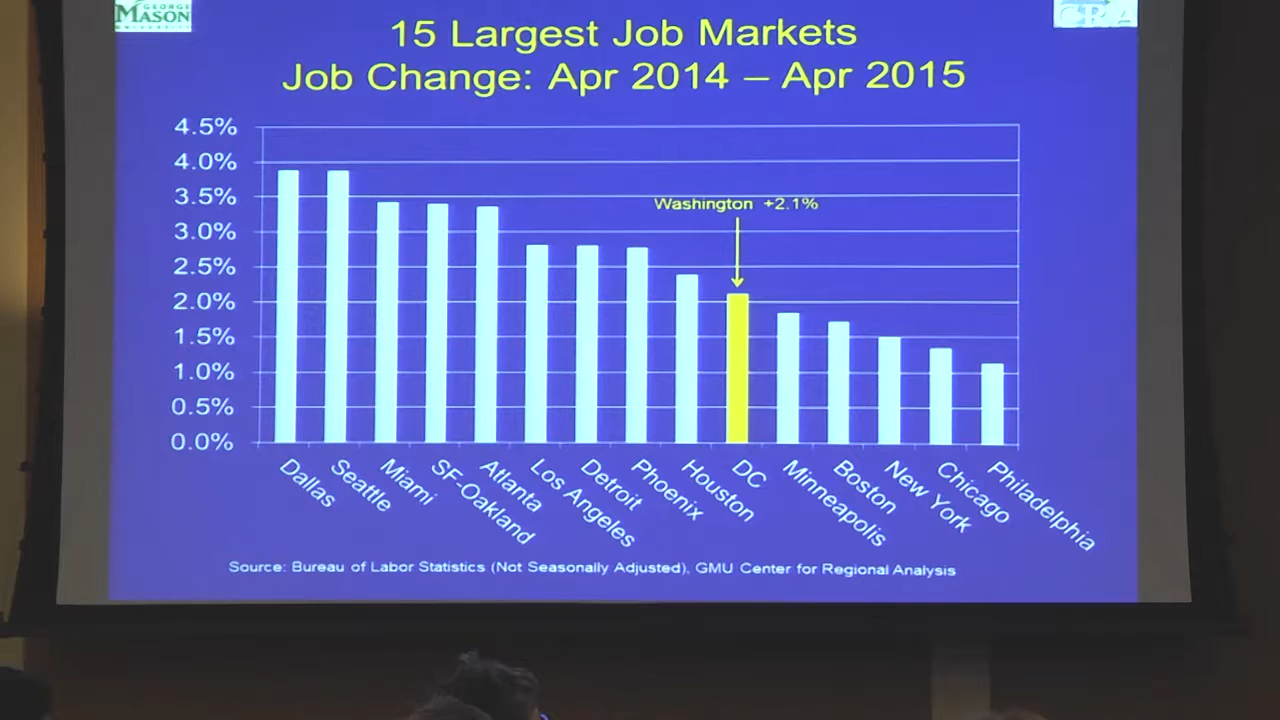 GEORGE
MASON
UNIVERSITY
CRA
15 Largest Job Markets
Job Change: Apr 2014 – Apr 2015
4.5%
4.0%
3.5%
3.0%
2.5%
2.0%
1.5%
1.0%
0.5%
0.0%
Washington +2.1%
Dallas
Seattle
Miami
SF-Oakland
Atlanta
Los Angeles
Detroit
Phoenix
Houston
DC
Minneapolis
Boston
New York
Chicago
Philadelphia
Source: Bureau of Labor Statistics (Not Seasonally Adjusted), GMU Center for Regional Analysis